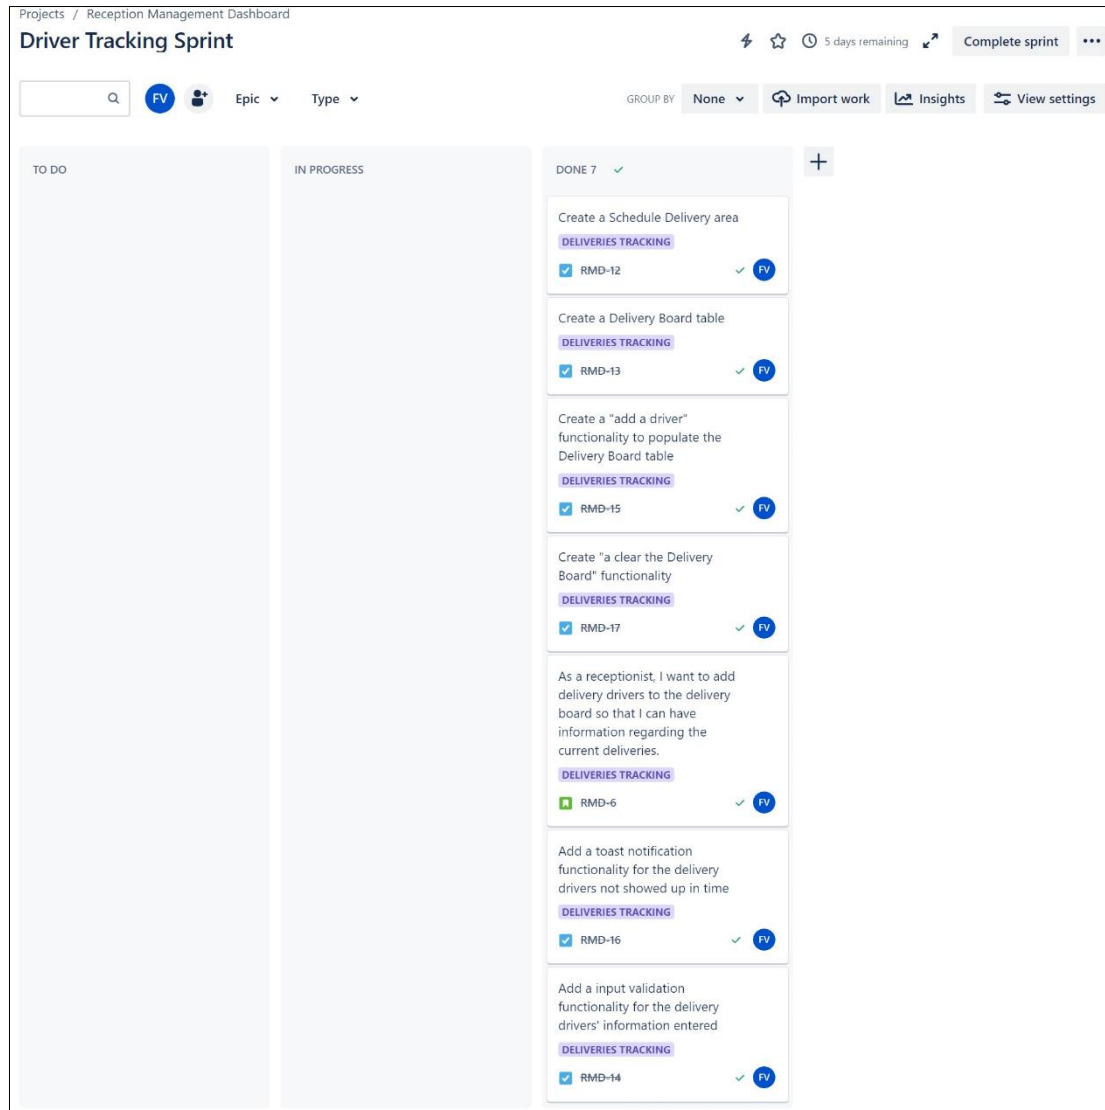 Projects / Reception Management Dashboard
Driver Tracking Sprint
5 days remaining
Complete sprint
FV
Epic
Type
GROUP BY
None
Import work
Insights
View settings
TO DO
IN PROGRESS
DONE 7
Create a Schedule Delivery area
DELIVERIES TRACKING
RMD-12
FV
Create a Delivery Board table
DELIVERIES TRACKING
RMD-13
FV
Create a "add a driver"
functionality to populate the
Delivery Board table
DELIVERIES TRACKING
RMD-15
FV
Create "a clear the Delivery
Board" functionality
DELIVERIES TRACKING
RMD-17
FV
As a receptionist, I want to add
delivery drivers to the delivery
board so that I can have
information regarding the
current deliveries.
DELIVERIES TRACKING
RMD-6
FV
Add a toast notification
functionality for the delivery
drivers not showed up in time
DELIVERIES TRACKING
RMD-16
FV
Add a input validation
functionality for the delivery
drivers' information entered
DELIVERIES TRACKING
RMD-14
FV